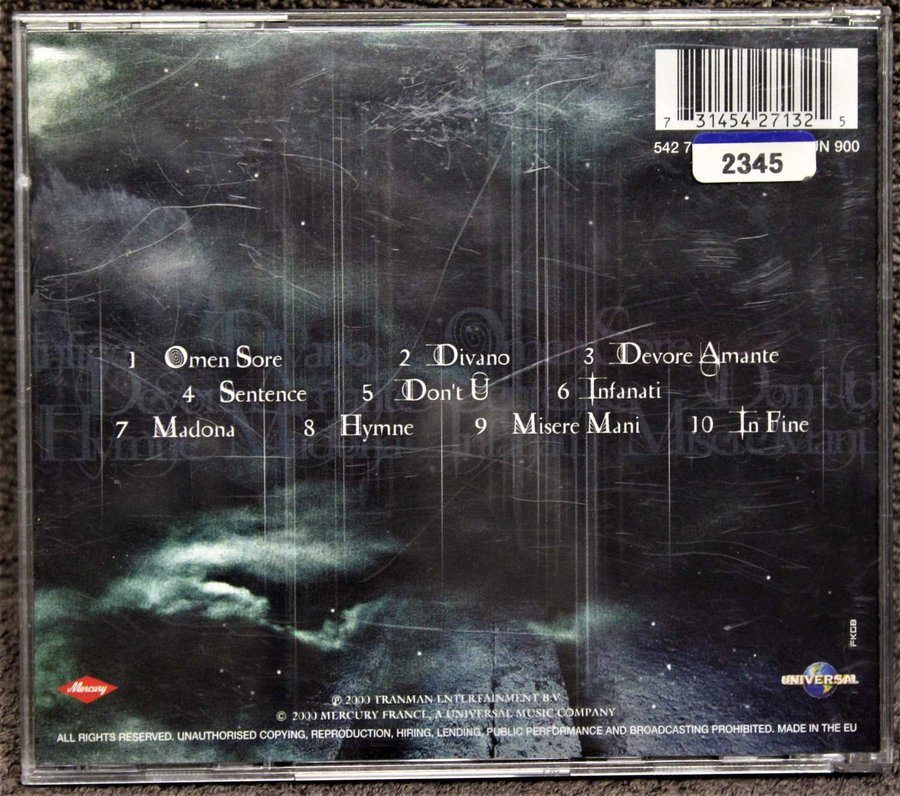 7 31454 27132 5
542 7 UN 900
2345
1 Omen Sore 2 Divano 3 Devore Amante
4 Sentence 5 Don't U 6 Infanati
7 Madona 8 Hymne 9 Misere Mani 10 In Fine
FKGB
Mercury
UNIVERSAL
℗ 2000 TRANMAN ENTERTAINMENT B.V.
© 2000 MERCURY FRANCE, A UNIVERSAL MUSIC COMPANY
ALL RIGHTS RESERVED. UNAUTHORISED COPYING, REPRODUCTION, HIRING, LENDING, PUBLIC PERFORMANCE AND BROADCASTING PROHIBITED. MADE IN THE EU